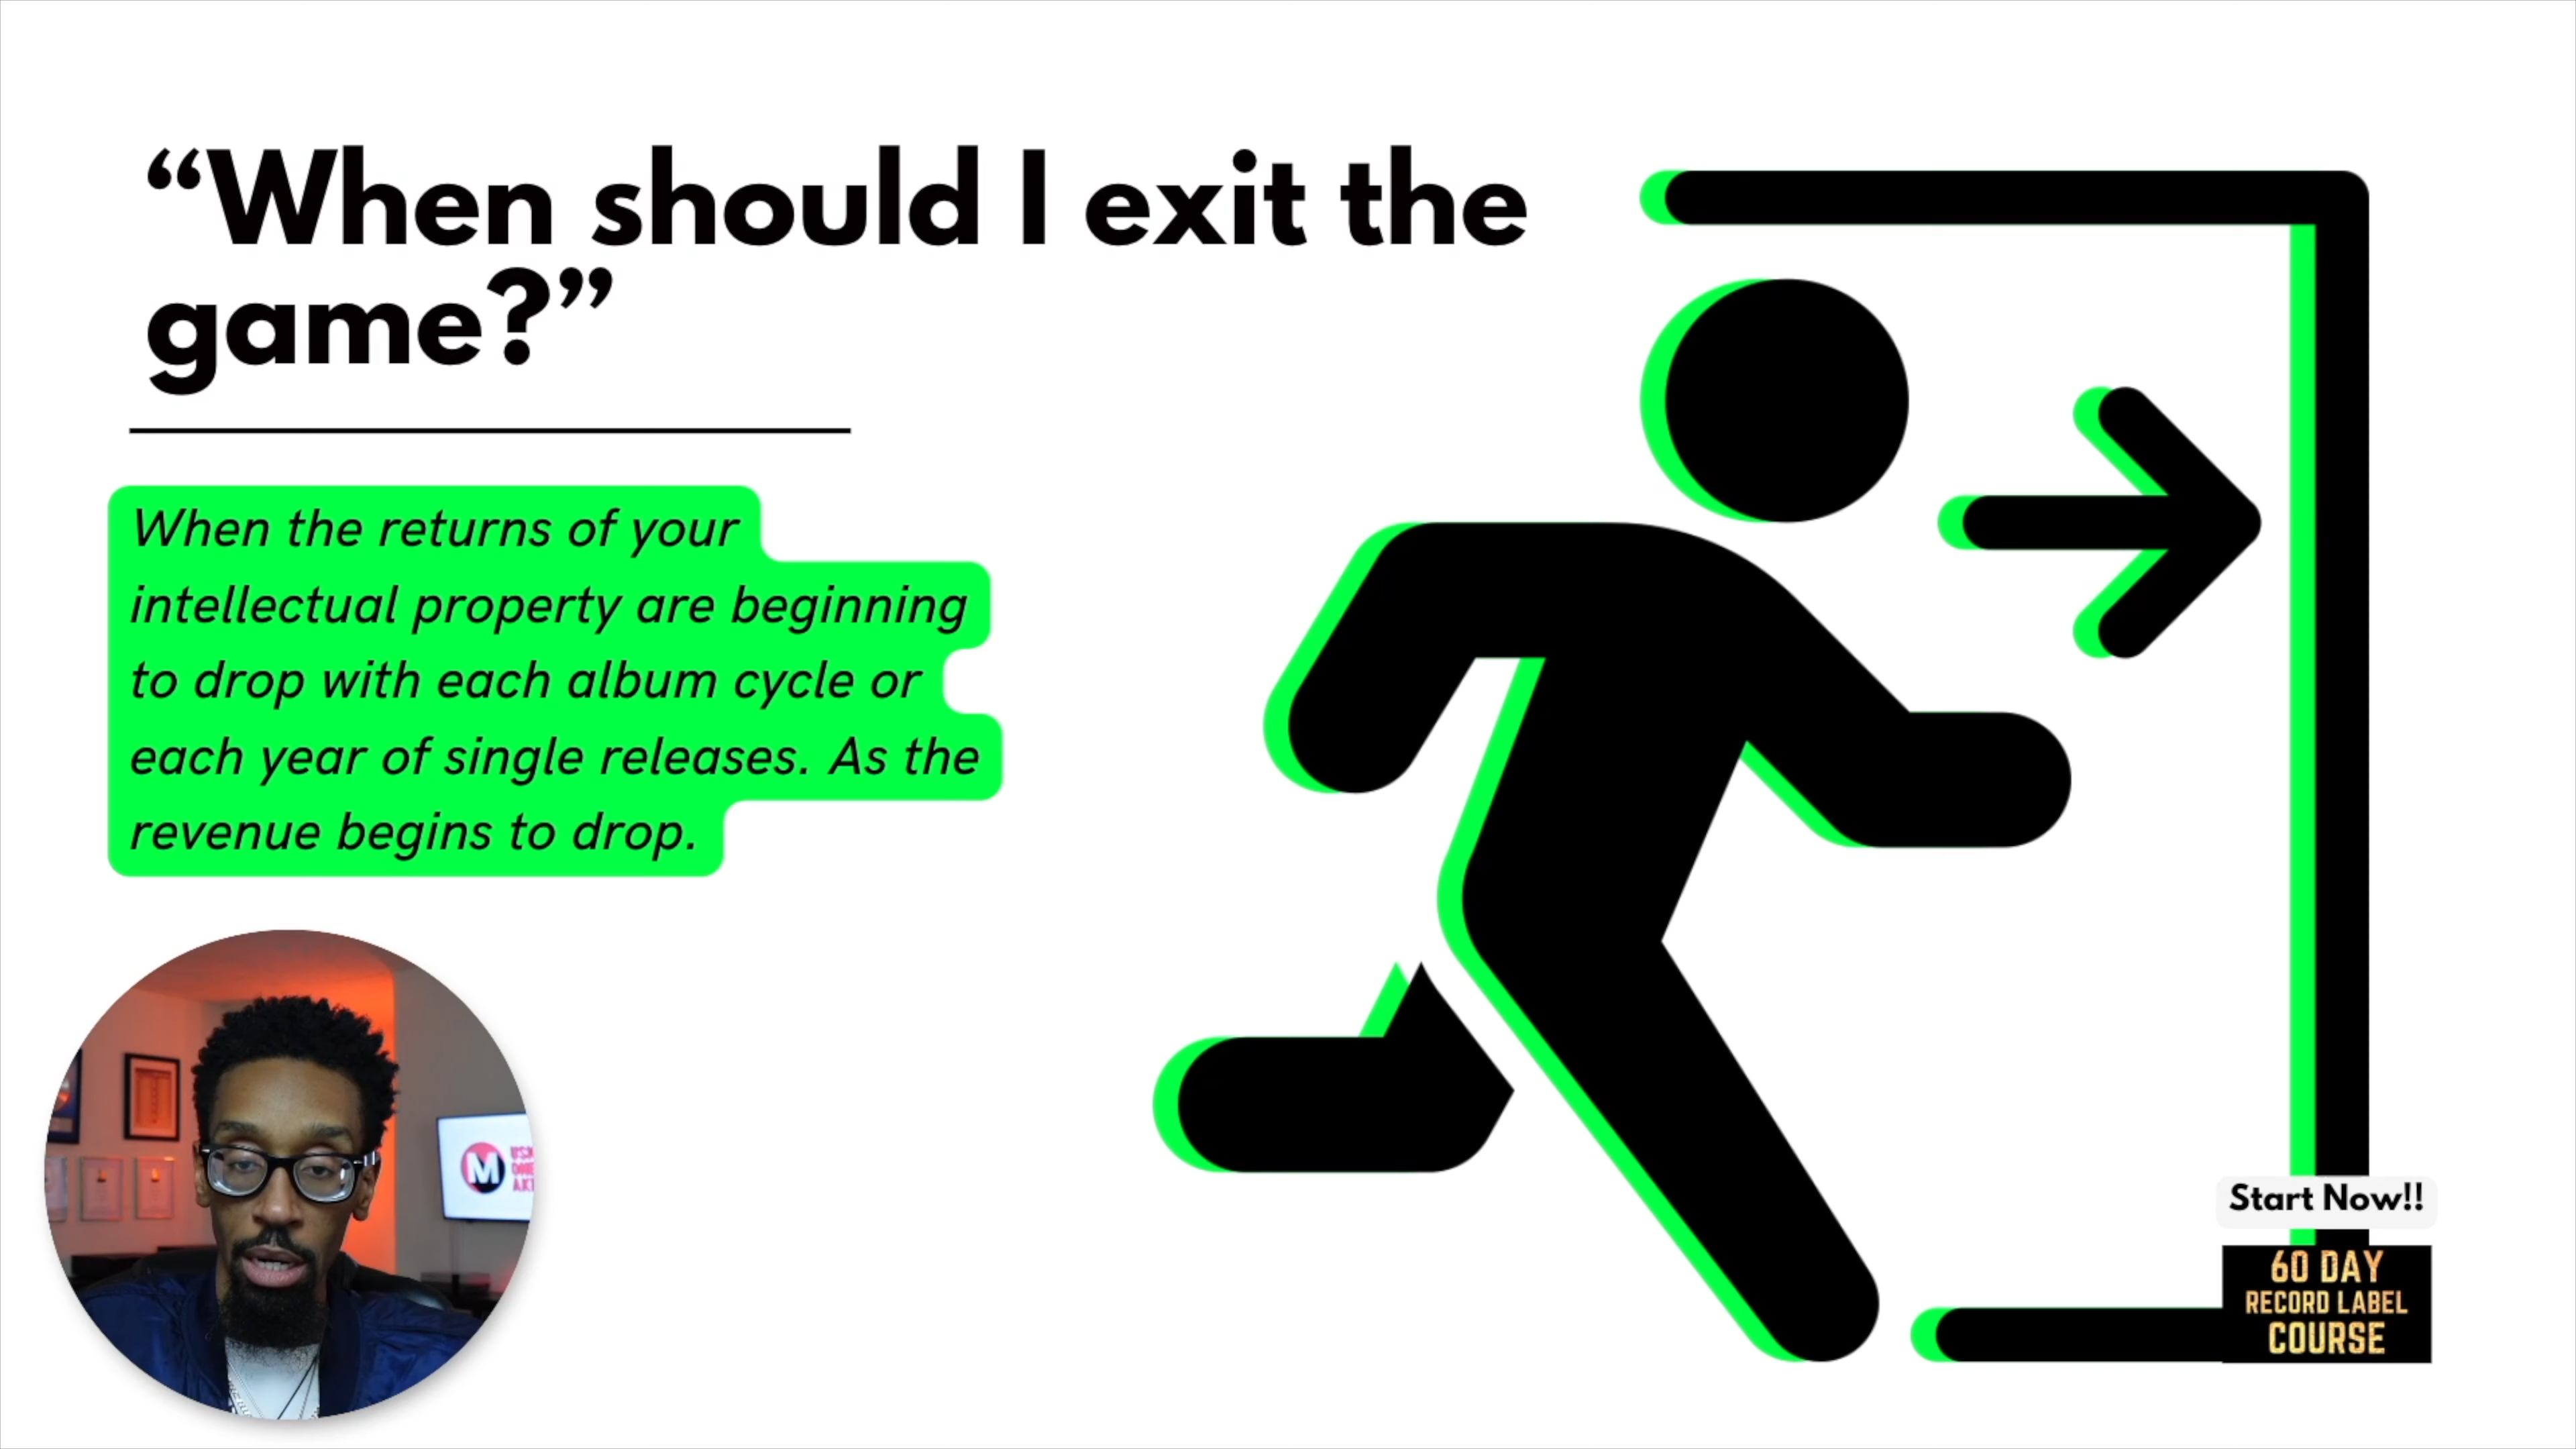 “When should I exit the
game?”
When the returns of your
intellectual property are beginning
to drop with each album cycle or
each year of single releases. As the
revenue begins to drop.
M
Start Now!!
60 DAY
RECORD LABEL
COURSE